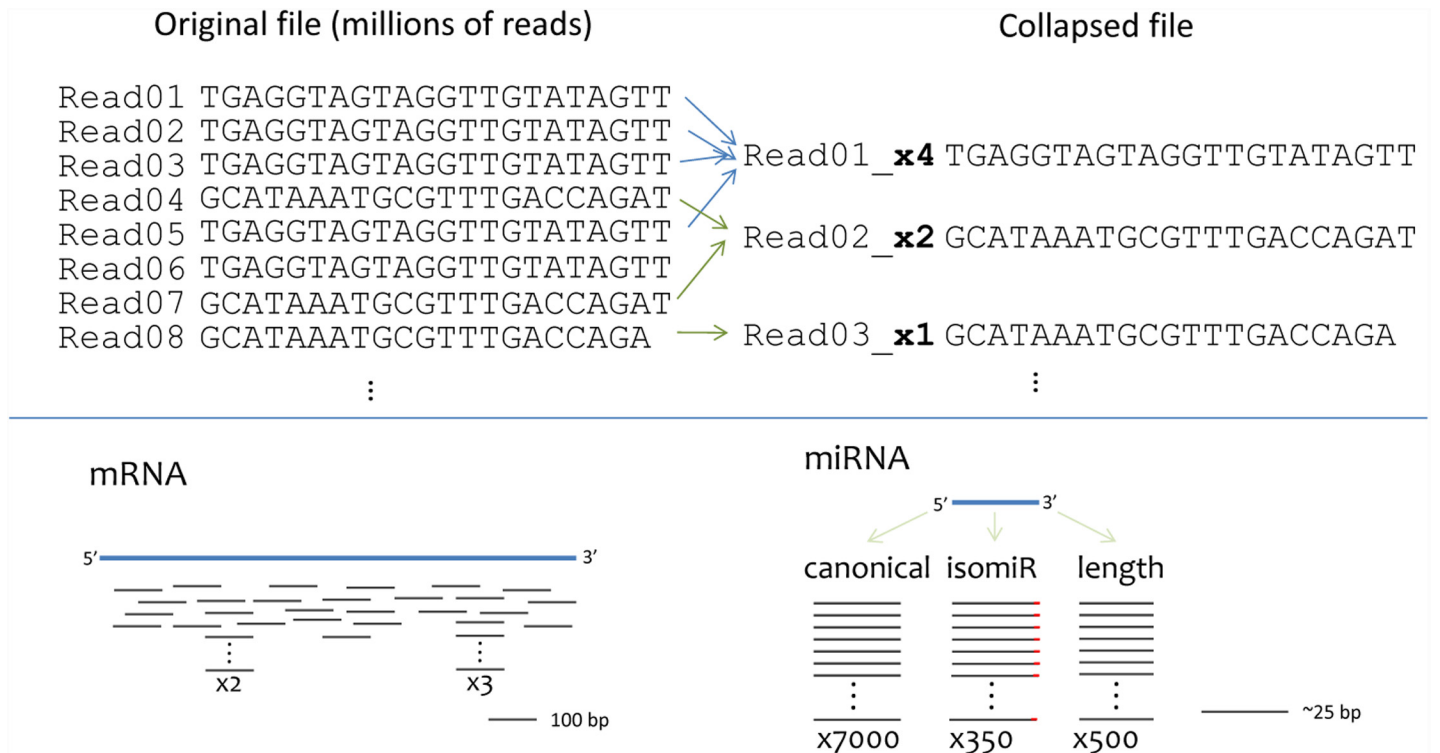 Original file (millions of reads)
Collapsed file
Read01 TGAGGTAGTAGGTTGTATAGTT
Read02 TGAGGTAGTAGGTTGTATAGTT
Read03 TGAGGTAGTAGGTTGTATAGTT
Read04 GCATAAATGCGTTTGACCAGAT
Read05 TGAGGTAGTAGGTTGTATAGTT
Read06 TGAGGTAGTAGGTTGTATAGTT
Read07 GCATAAATGCGTTTGACCAGAT
Read08 GCATAAATGCGTTTGACCAGA
Read01_x4 TGAGGTAGTAGGTTGTATAGTT
Read02_x2 GCATAAATGCGTTTGACCAGAT
Read03_x1 GCATAAATGCGTTTGACCAGA
mRNA
5’ 3’
x2 x3
100 bp
miRNA
5’ 3’
canonical isomiR length
x7000 x350 x500
~25 bp